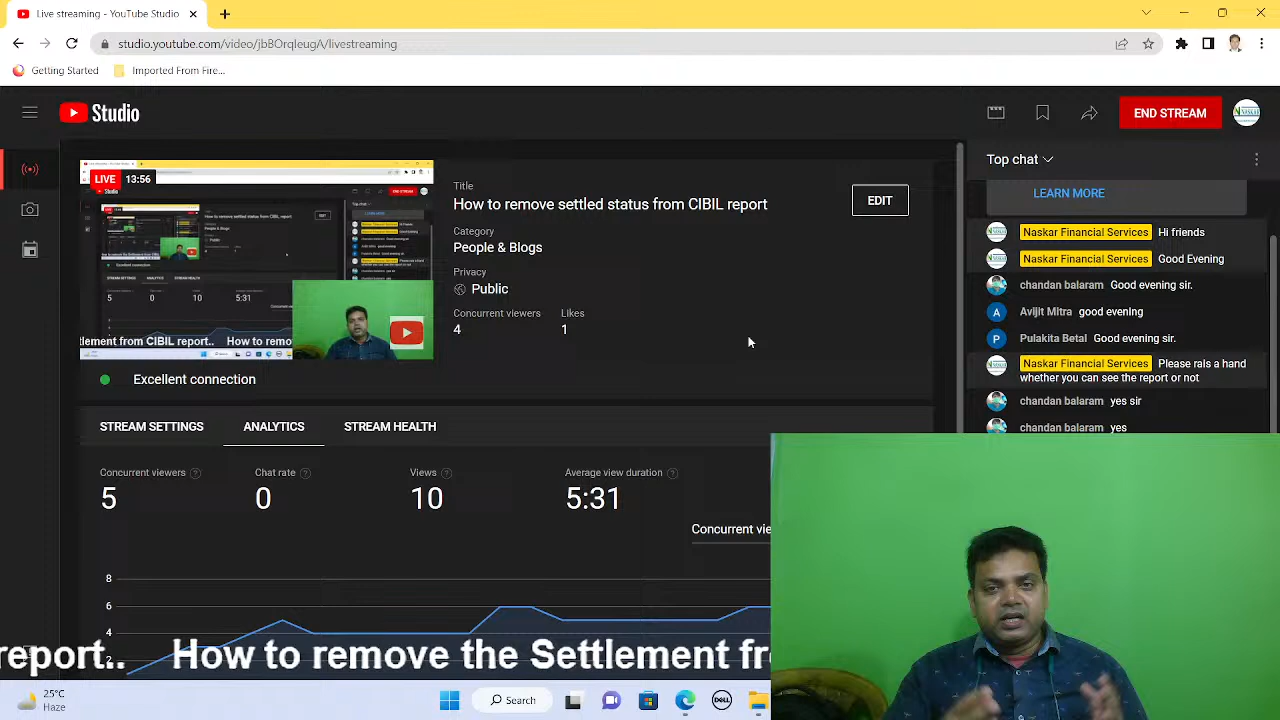 Live streaming - YouTube Studio
studio.youtube.com/video/jbBOrqleugA/livestreaming
Getting Started
Imported From Fire...
Studio
END STREAM
LIVE 13:56
Title
How to remove settled status from CIBIL report
EDIT
Category
People & Blogs
Privacy
Public
Concurrent viewers
Likes
4
1
Excellent connection
Top chat
LEARN MORE
Naskar Financial Services Hi friends
Naskar Financial Services Good Evening
chandan balaram Good evening sir.
A Avijit Mitra good evening
P Pulakita Betal Good evening sir.
Naskar Financial Services Please rals a hand
whether you can see the report or not
chandan balaram yes sir
chandan balaram yes
STREAM SETTINGS
ANALYTICS
STREAM HEALTH
Concurrent viewers
Chat rate
Views
Average view duration
5
0
10
5:31
Concurrent vie
8
6
4
2
report.. How to remove the Settlement fr
25°C
Haze
Search
DELL